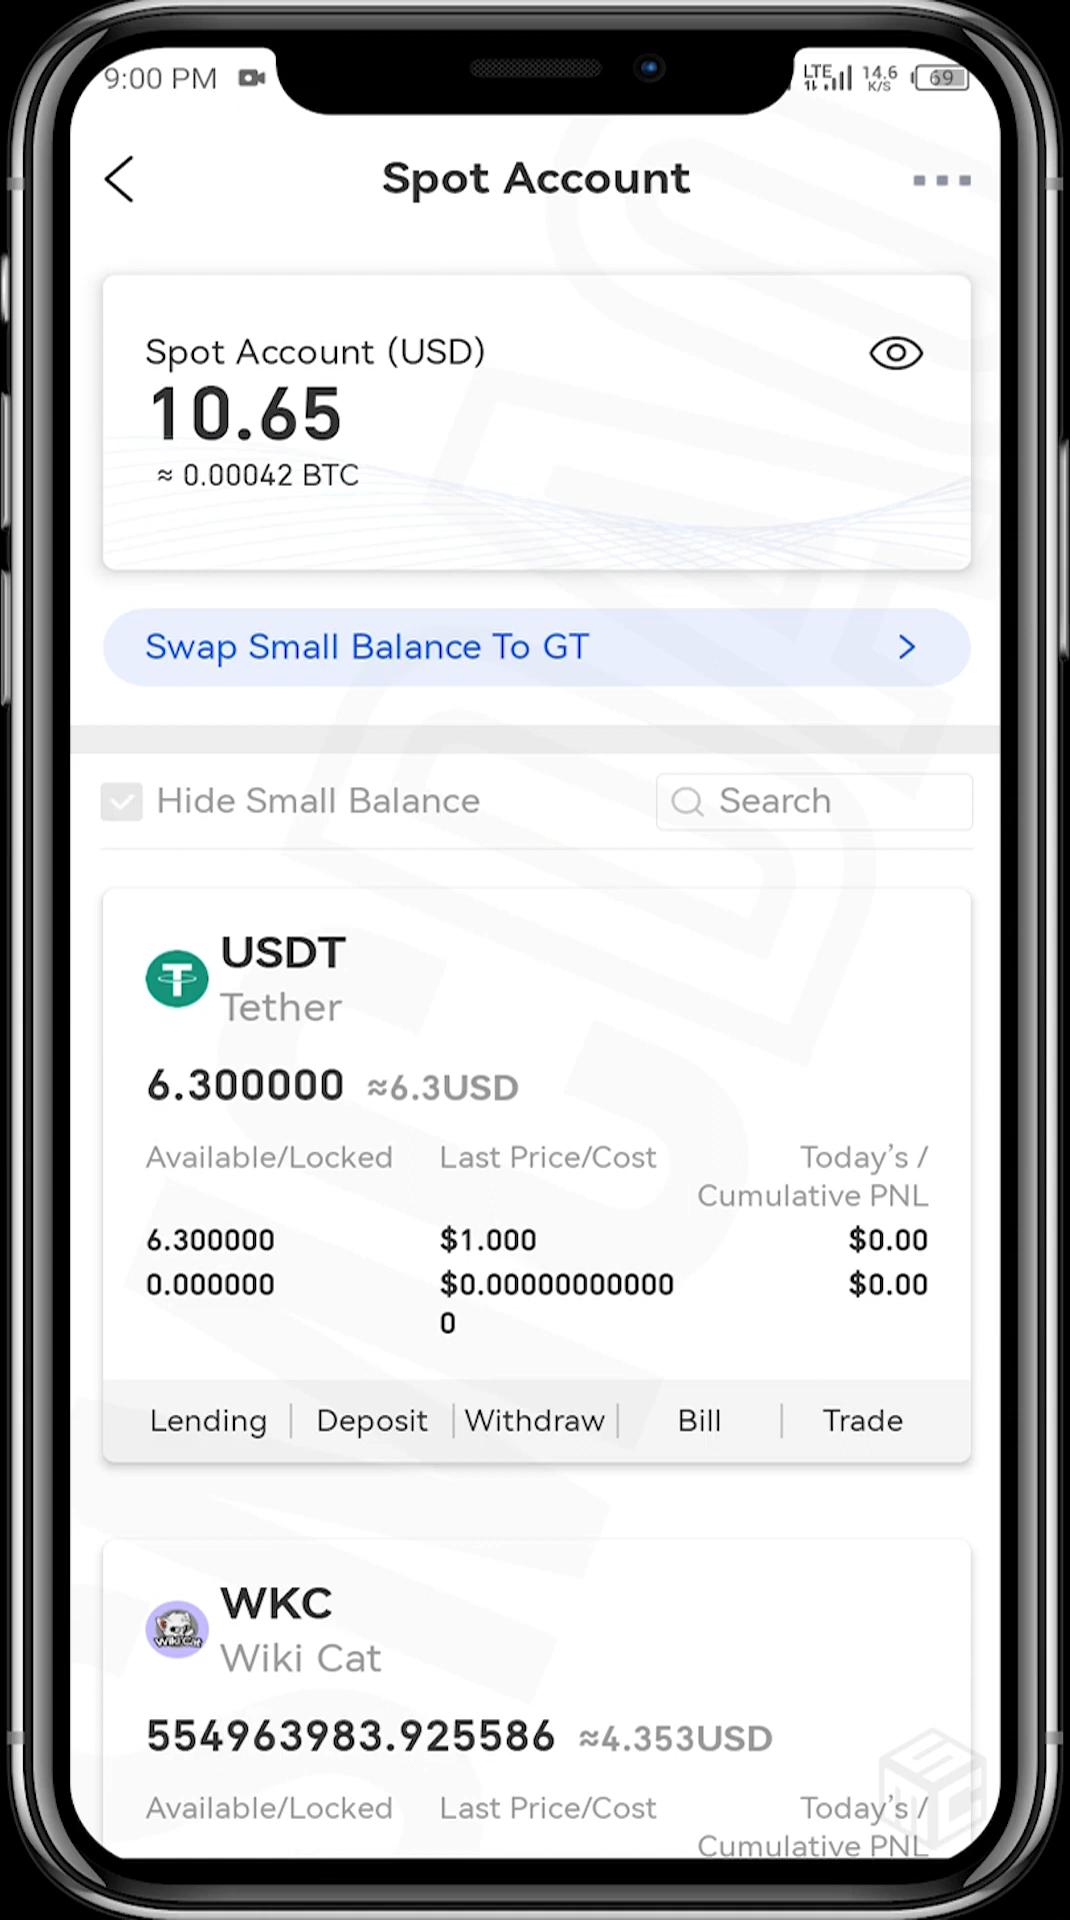 9:00 PM
LTE 14.6 K/S 69
Spot Account
Spot Account (USD)
10.65
≈ 0.00042 BTC
Swap Small Balance To GT
Hide Small Balance
Search
USDT
Tether
6.300000 ≈6.3USD
Available/Locked Last Price/Cost Today’s /
Cumulative PNL
6.300000 $1.000 $0.00
0.000000 $0.00000000000 $0.00
0
Lending Deposit Withdraw Bill Trade
WKC
WikiCat
Wiki Cat
554963983.925586 ≈4.353USD
Available/Locked Last Price/Cost Today’s /
Cumulative PNL